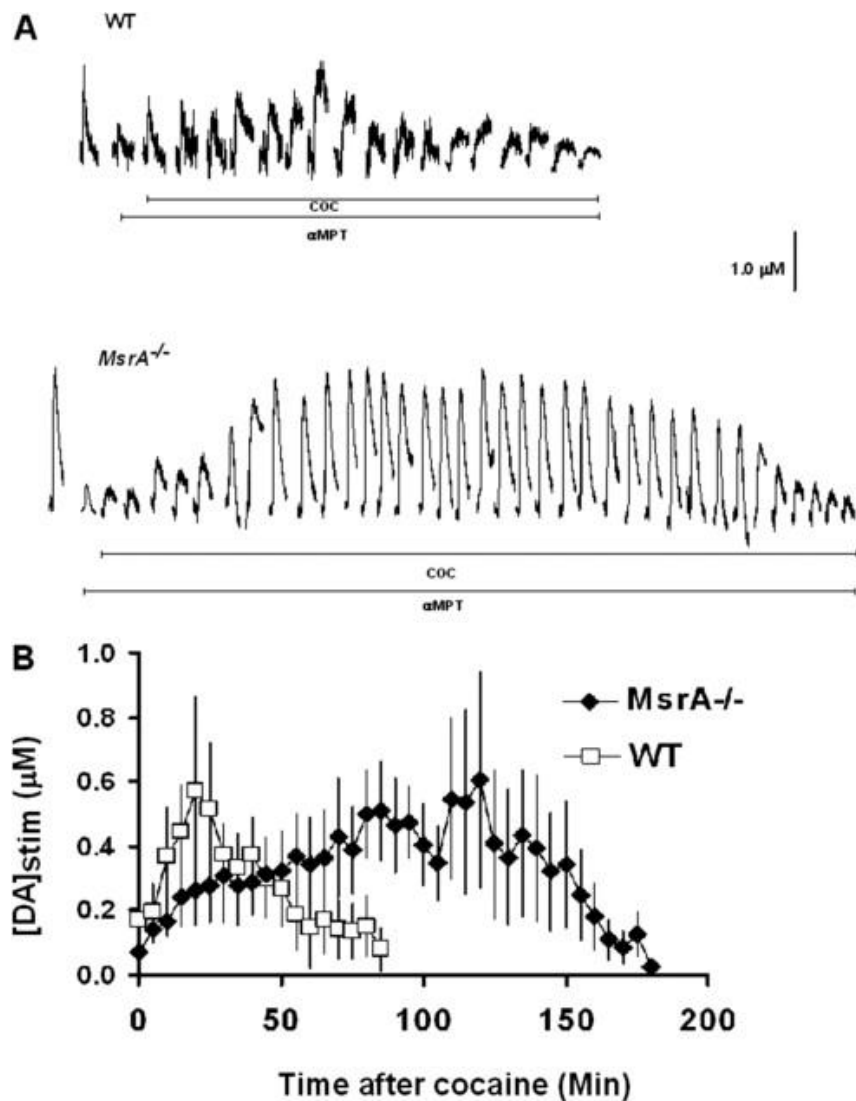 A
WT
COC
αMPT
1.0 μM
MsrA-/-
COC
αMPT
B
1.0
0.8
0.6
0.4
0.2
0.0
[DA]stim (μM)
MsrA-/-
WT
0
50
100
150
200
Time after cocaine (Min)